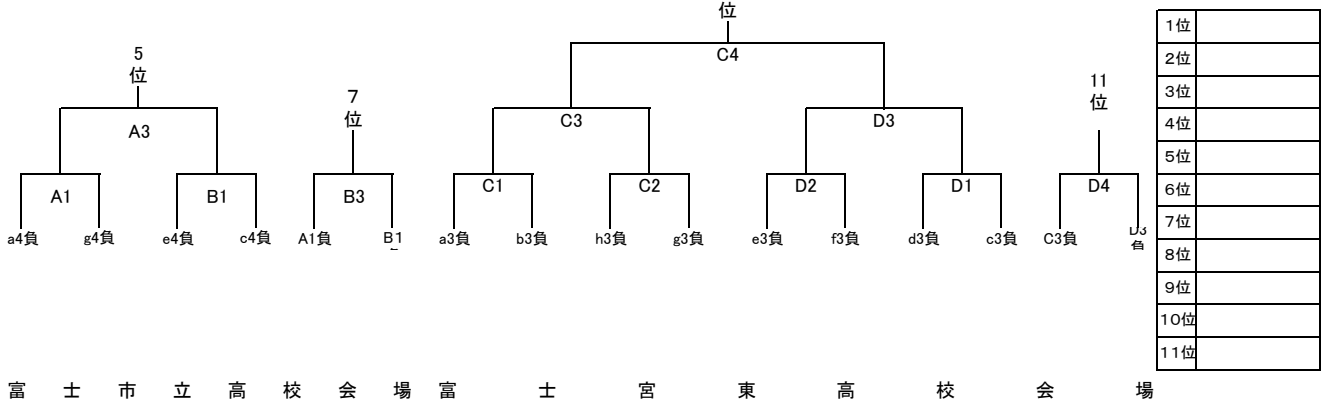 位
C4
5
位
7
位
11
位
A3
C3
D3
A1
B1
B3
C1
C2
D2
D1
D4
a4負
g4負
e4負
c4負
A1負
B1
a3負
b3負
h3負
g3負
e3負
f3負
d3負
c3負
C3負
負
1位
2位
3位
4位
5位
6位
7位
8位
9位
10位
11位
富士市立高校会場
富士宮東高校会場